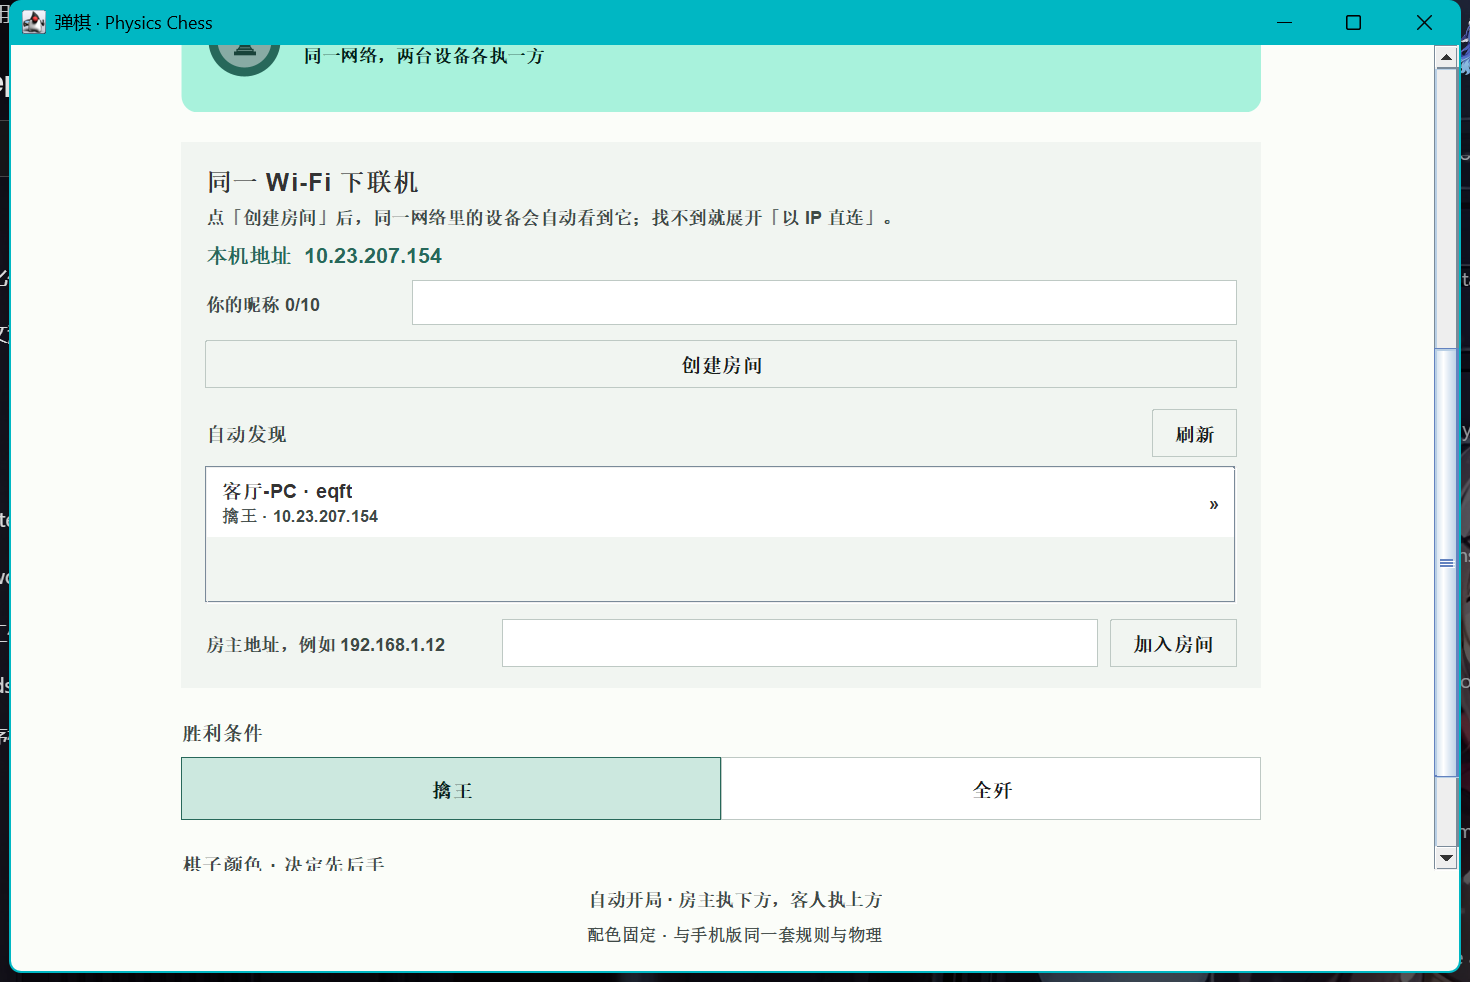 弹棋 · Physics Chess
同一网络，两台设备各执一方
同一 Wi-Fi 下联机
点「创建房间」后，同一网络里的设备会自动看到它；找不到就展开「以 IP 直连」。
本机地址 10.23.207.154
你的昵称 0/10
创建房间
自动发现
刷新
客厅-PC · eqft
擒王 · 10.23.207.154
»
房主地址，例如 192.168.1.12
加入房间
胜利条件
擒王
全歼
棋子颜色 · 决定先后手
自动开局 · 房主执下方，客人执上方
配色固定 · 与手机版同一套规则与物理